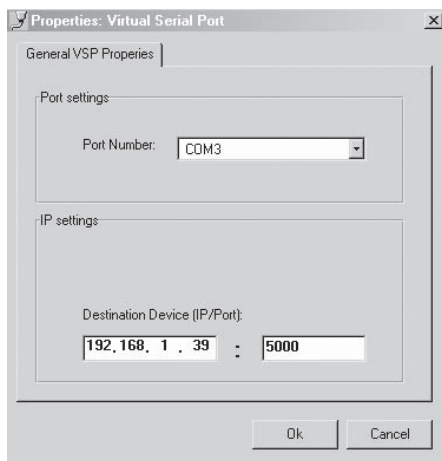 Properties: Virtual Serial Port
General VSP Properies
Port settings
Port Number: COM3
IP settings
Destination Device (IP/Port):
192.168. 1 . 39 : 5000
Ok Cancel